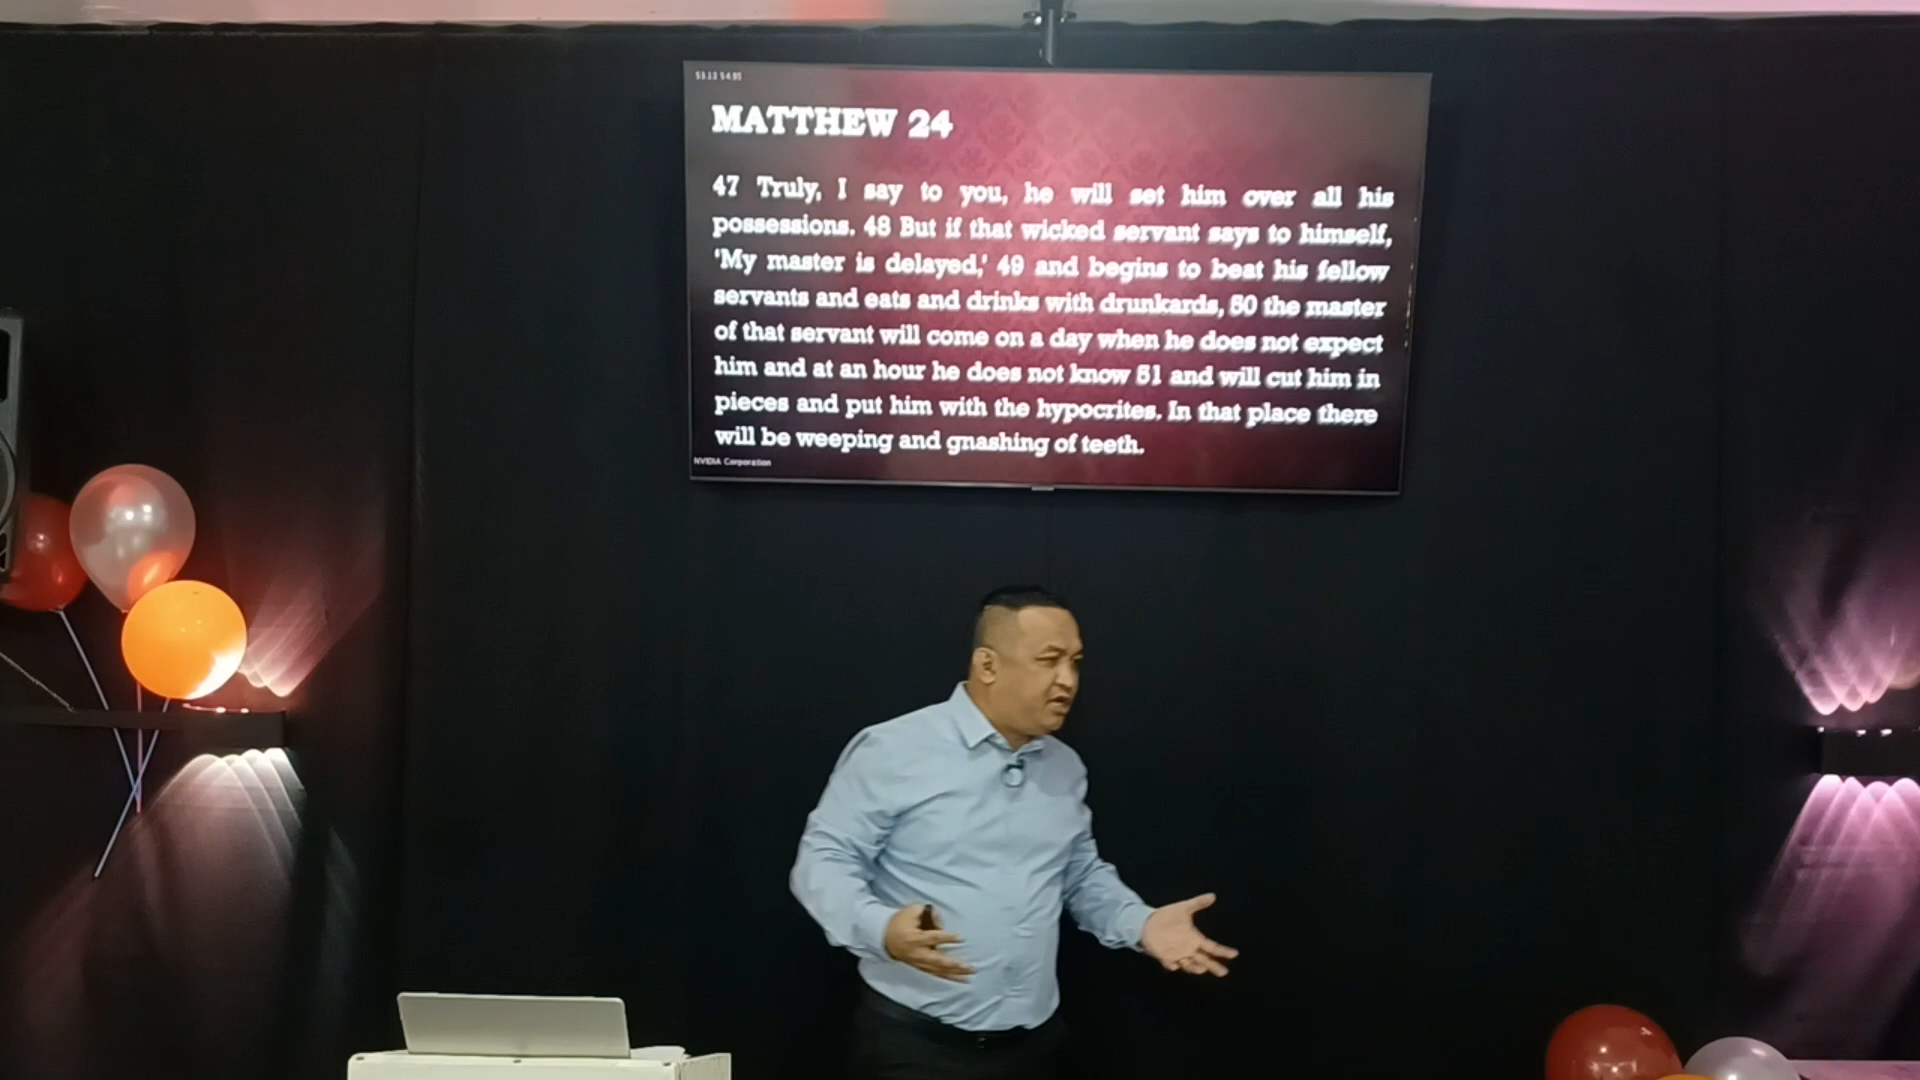 53.13 54.95
MATTHEW 24
47 Truly, I say to you, he will set him over all his
possessions. 48 But if that wicked servant says to himself,
‘My master is delayed,’ 49 and begins to beat his fellow
servants and eats and drinks with drunkards, 50 the master
of that servant will come on a day when he does not expect
him and at an hour he does not know 51 and will cut him in
pieces and put him with the hypocrites. In that place there
will be weeping and gnashing of teeth.
NVIDIA Corporation